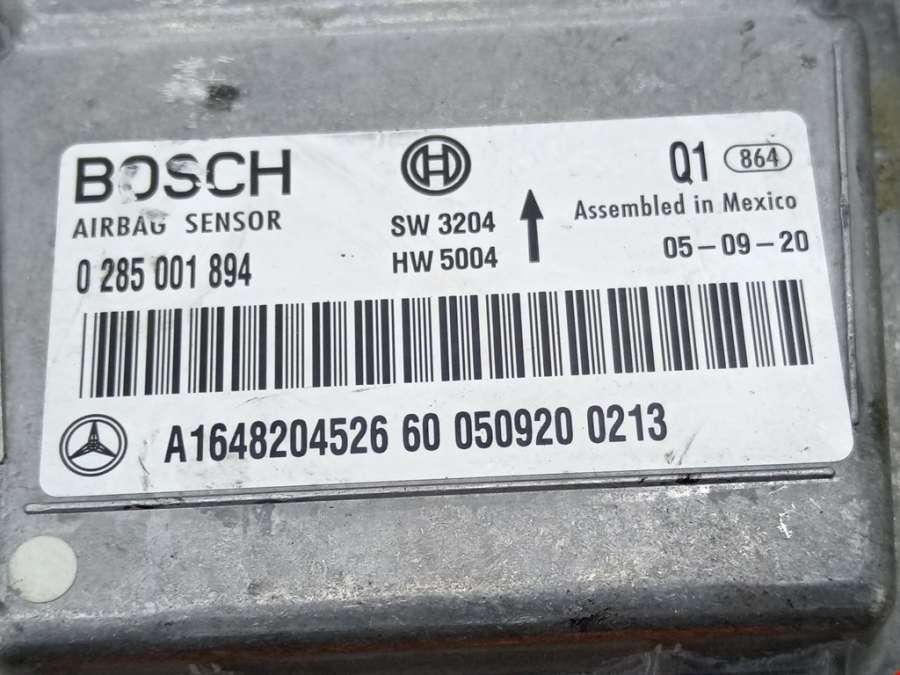 BOSCH
AIRBAG SENSOR
0 285 001 894
SW 3204
HW 5004
Q1 864
Assembled in Mexico
05-09-20
A1648204526 60 050920 0213